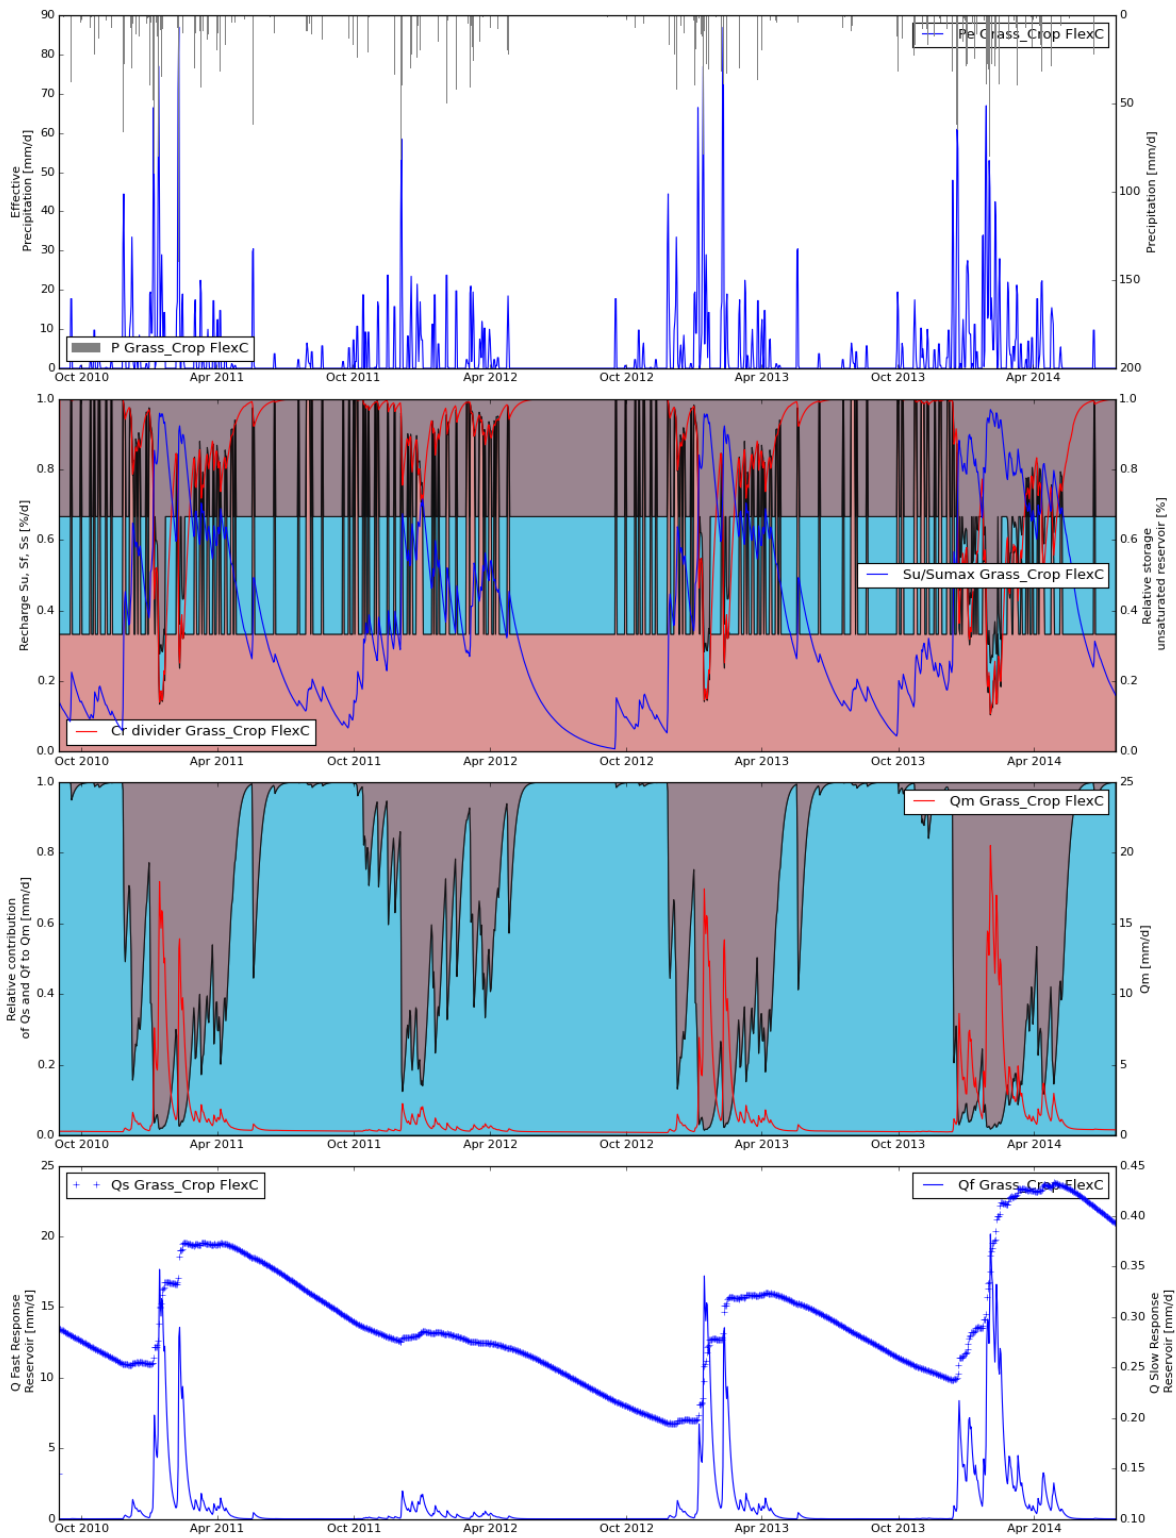 90
80
70
60
50
40
30
20
10
0
Effective
Precipitation [mm/d]
Pe Grass_Crop FlexC
P Grass_Crop FlexC
0
50
100
150
200
Precipitation [mm/d]
Oct 2010 Apr 2011 Oct 2011 Apr 2012 Oct 2012 Apr 2013 Oct 2013 Apr 2014
1.0
0.8
0.6
0.4
0.2
0.0
Recharge Su, Sf, Ss [%/d]
Su/Sumax Grass_Crop FlexC
Cr divider Grass_Crop FlexC
1.0
0.8
0.6
0.4
0.2
0.0
Relative storage
unsaturated reservoir [%]
Oct 2010 Apr 2011 Oct 2011 Apr 2012 Oct 2012 Apr 2013 Oct 2013 Apr 2014
1.0
0.8
0.6
0.4
0.2
0.0
Relative contribution
of Qs and Qf to Qm [mm/d]
Qm Grass_Crop FlexC
25
20
15
10
5
0
Qm [mm/d]
Oct 2010 Apr 2011 Oct 2011 Apr 2012 Oct 2012 Apr 2013 Oct 2013 Apr 2014
25
20
15
10
5
0
Q Fast Response
Reservoir [mm/d]
Qs Grass_Crop FlexC
Qf Grass_Crop FlexC
0.45
0.40
0.35
0.30
0.25
0.20
0.15
0.10
Q Slow Response
Reservoir [mm/d]
Oct 2010 Apr 2011 Oct 2011 Apr 2012 Oct 2012 Apr 2013 Oct 2013 Apr 2014